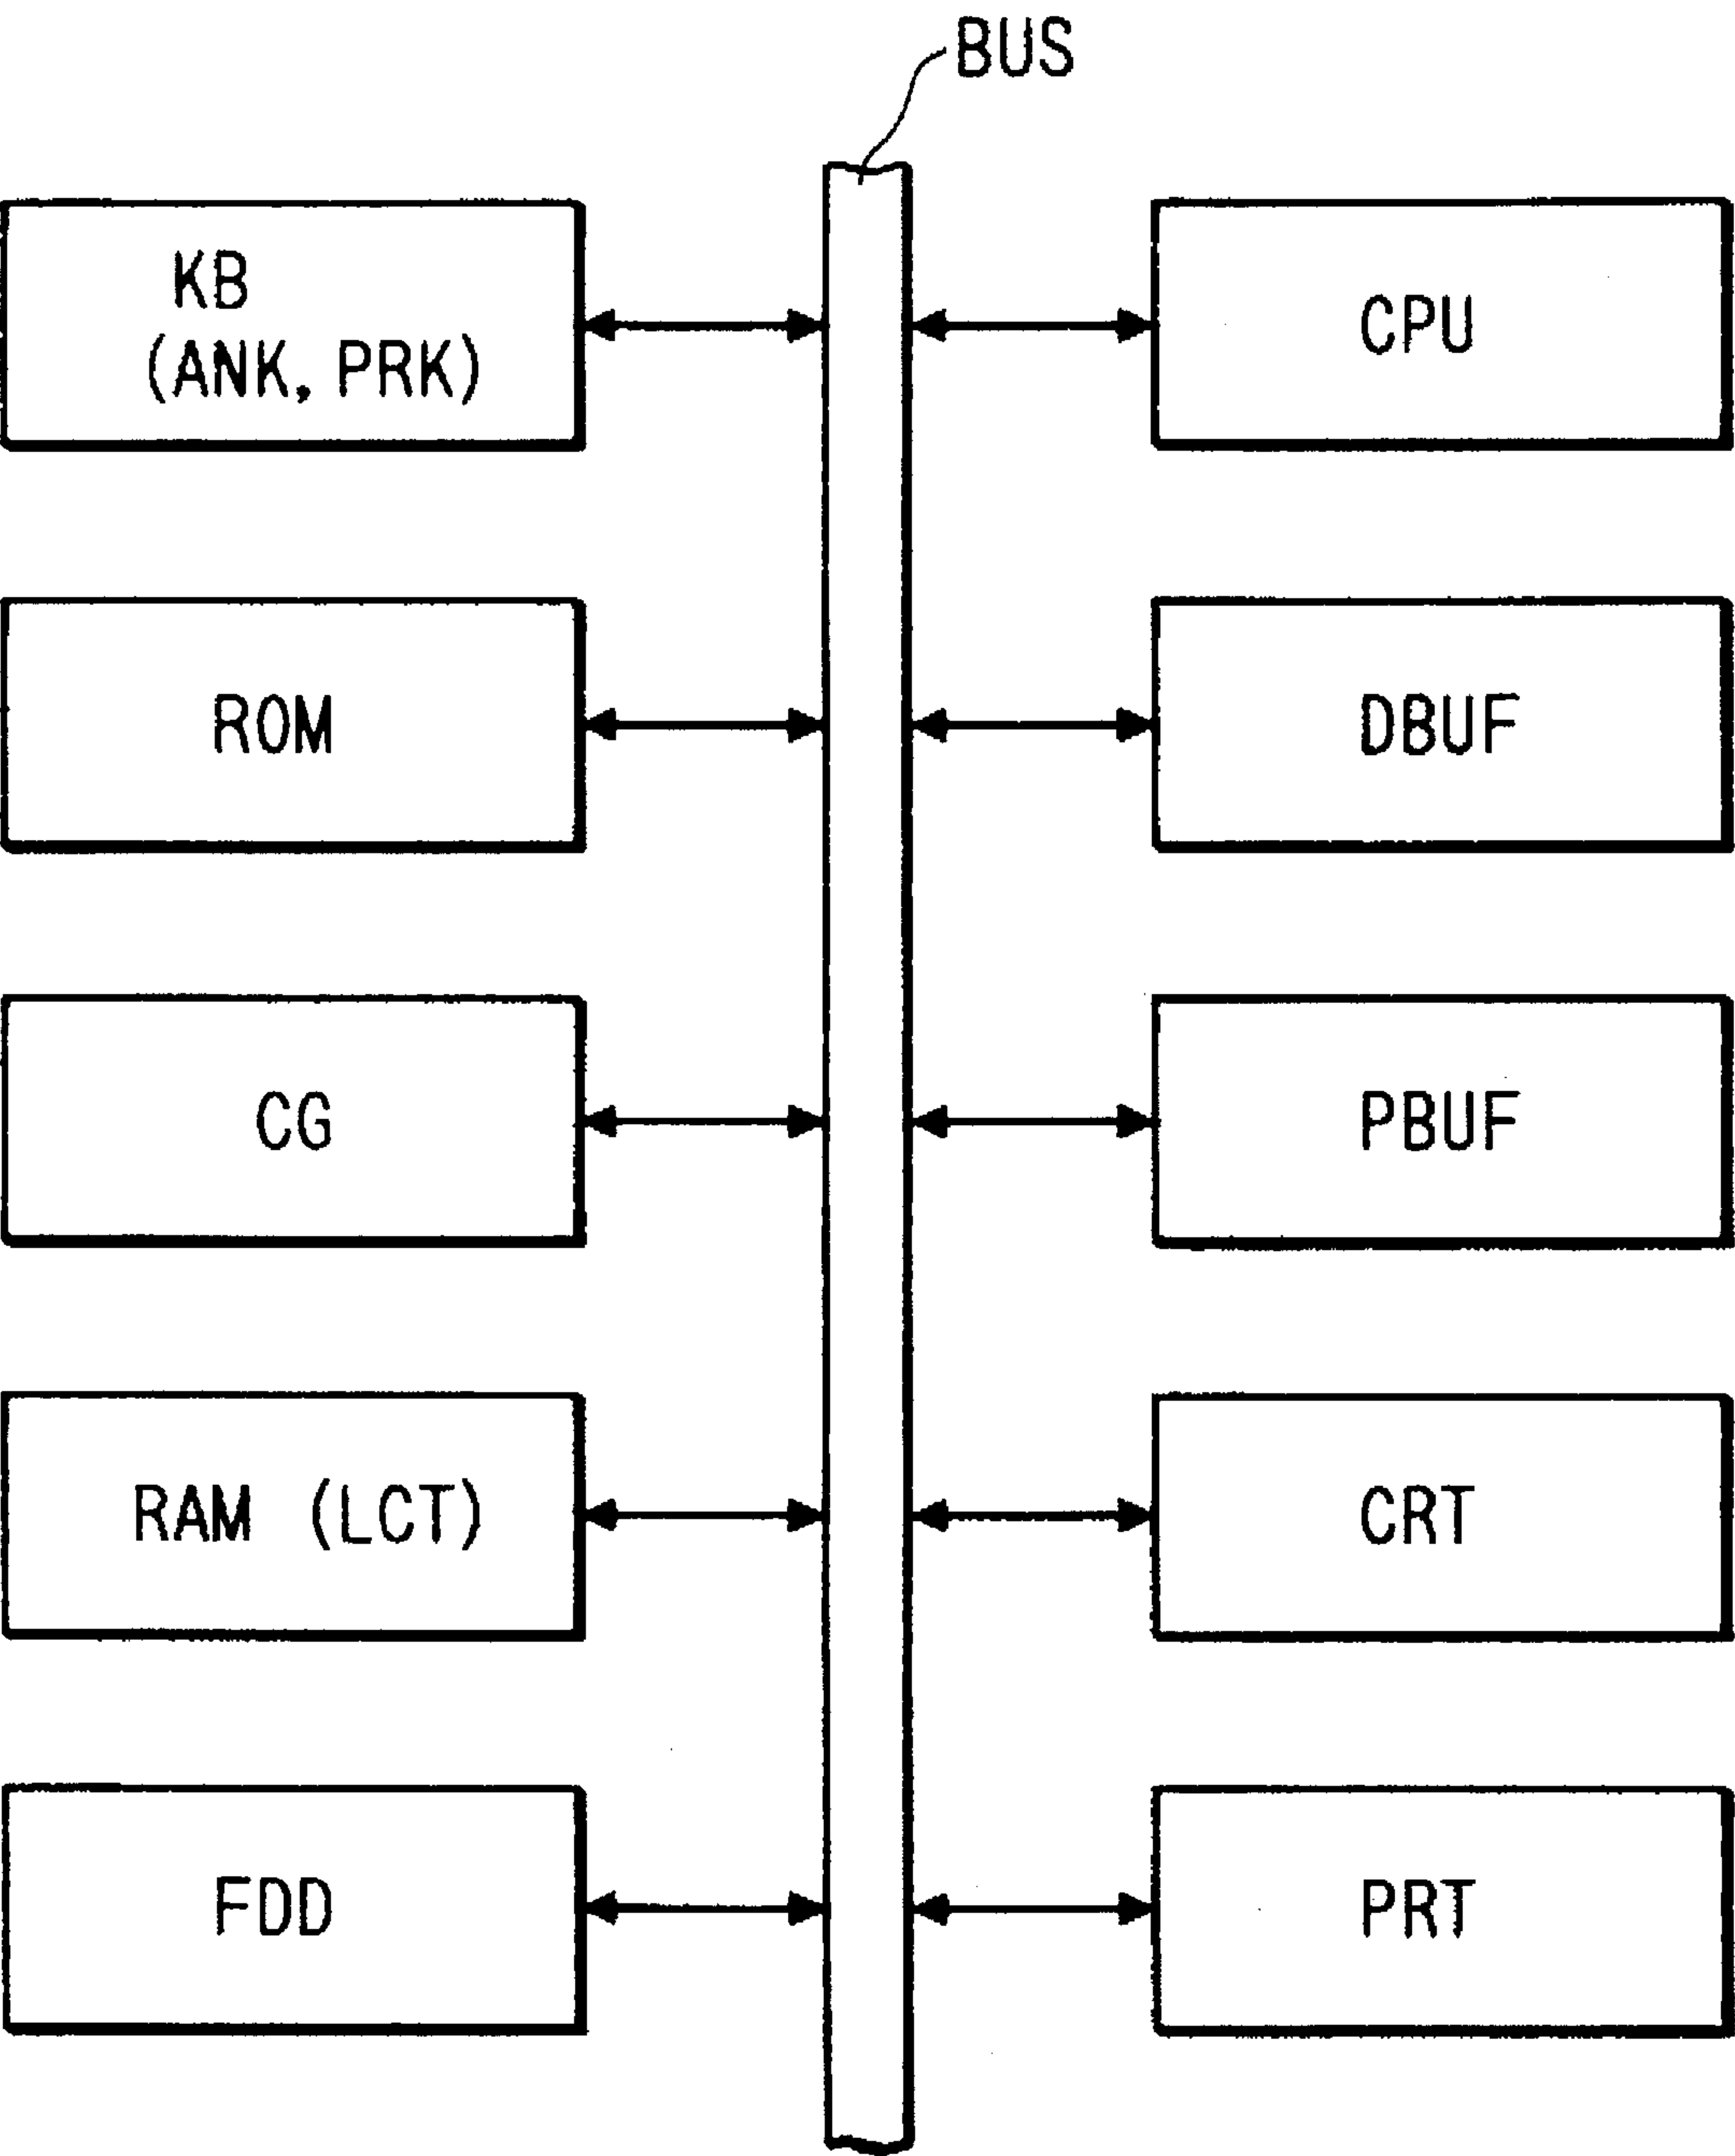 BUS
KB
(ANK, PRK)
CPU
ROM
DBUF
CG
PBUF
RAM (LCT)
CRT
FDD
PRT